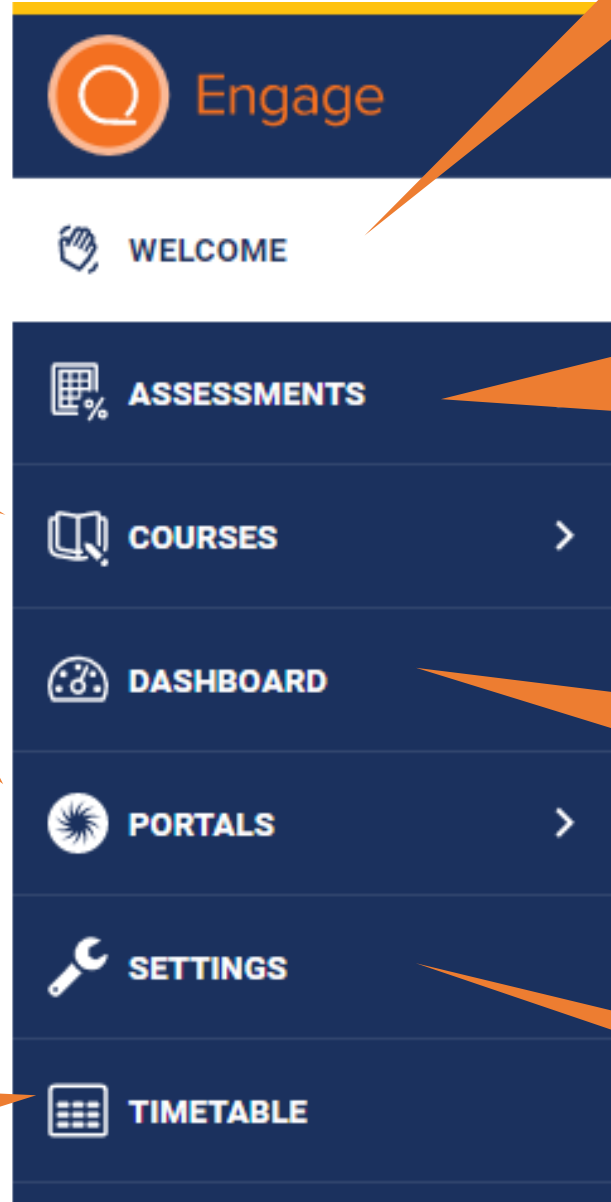 Engage
WELCOME
ASSESSMENTS
COURSES
DASHBOARD
PORTALS
SETTINGS
TIMETABLE